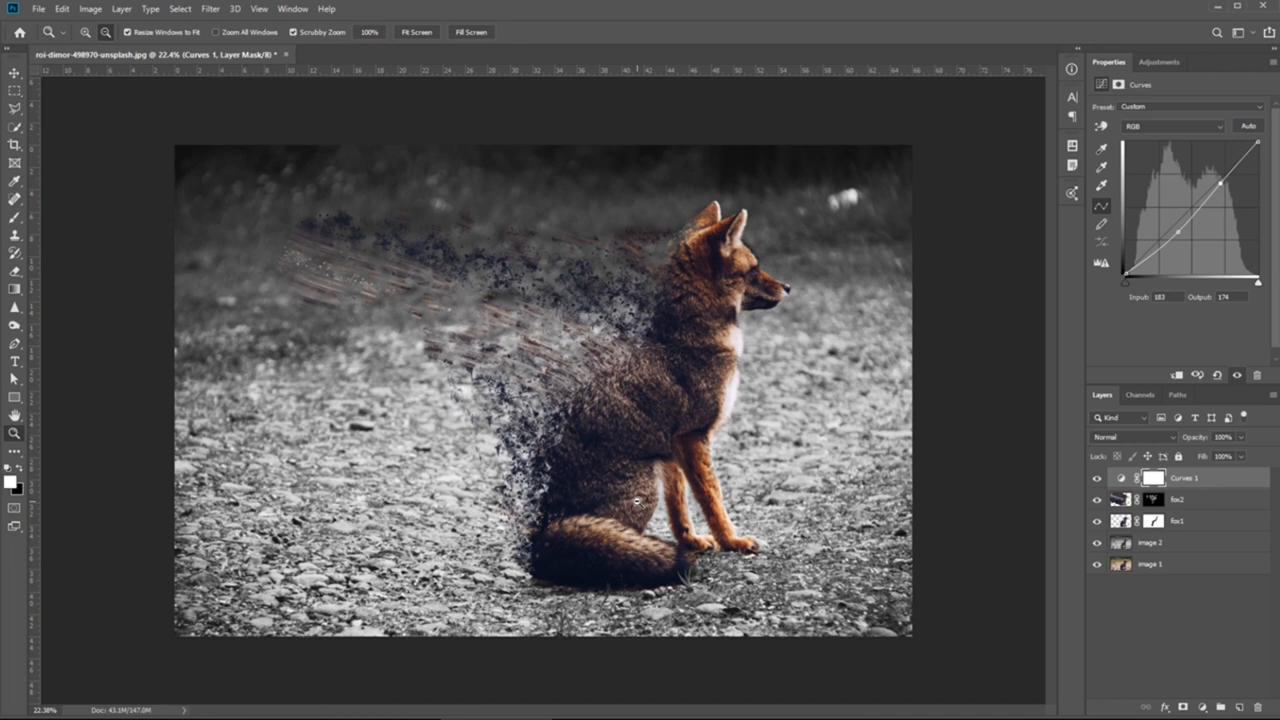 Ps File Edit Image Layer Type Select Filter 3D View Window Help
Resize Windows to Fit Zoom All Windows Scrubby Zoom 100% Fit Screen Fill Screen
roi-dimor-498970-unsplash.jpg @ 22.4% (Curves 1, Layer Mask/8) *
Properties Adjustments
Curves
Preset: Custom
RGB Auto
Input: 183 Output: 174
Layers Channels Paths
Kind
Normal Opacity: 100%
Lock: Fill: 100%
Curves 1
fox2
fox1
image 2
image 1
22.38% Doc: 43.1M/147.0M